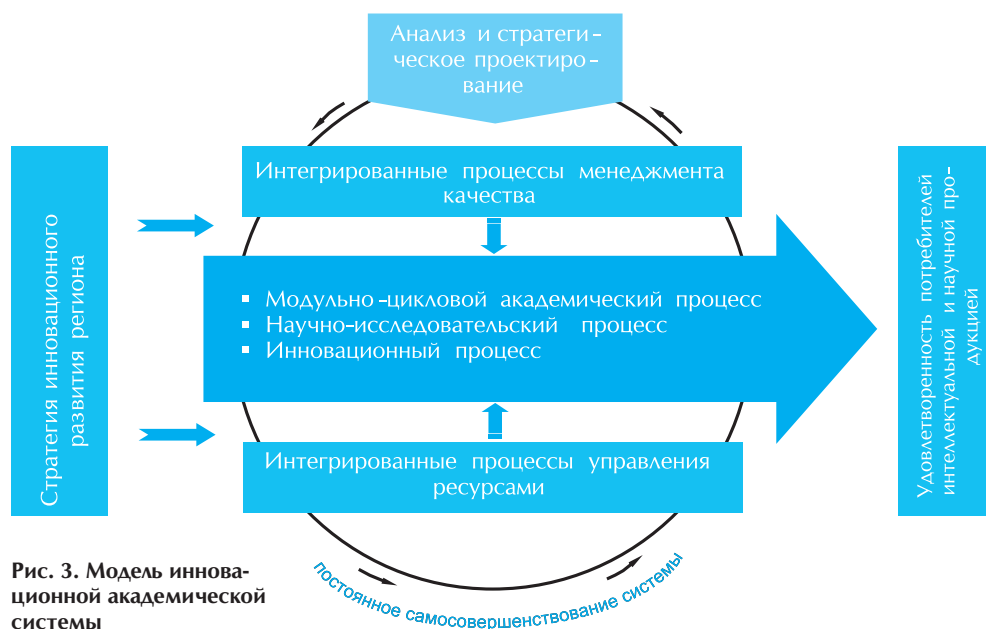 Анализ и стратеги-
ческое проектиро-
вание
Стратегия инновационного
развития региона
Интегрированные процессы менеджмента
качества
▪ Модульно-цикловой академический процесс
▪ Научно-исследовательский процесс
▪ Инновационный процесс
Интегрированные процессы управления
ресурсами
Удовлетворенность потребителей
интеллектуальной и научной про-
дукцией
постоянное самосовершенствование системы
Рис. 3. Модель иннова-
ционной академической
системы